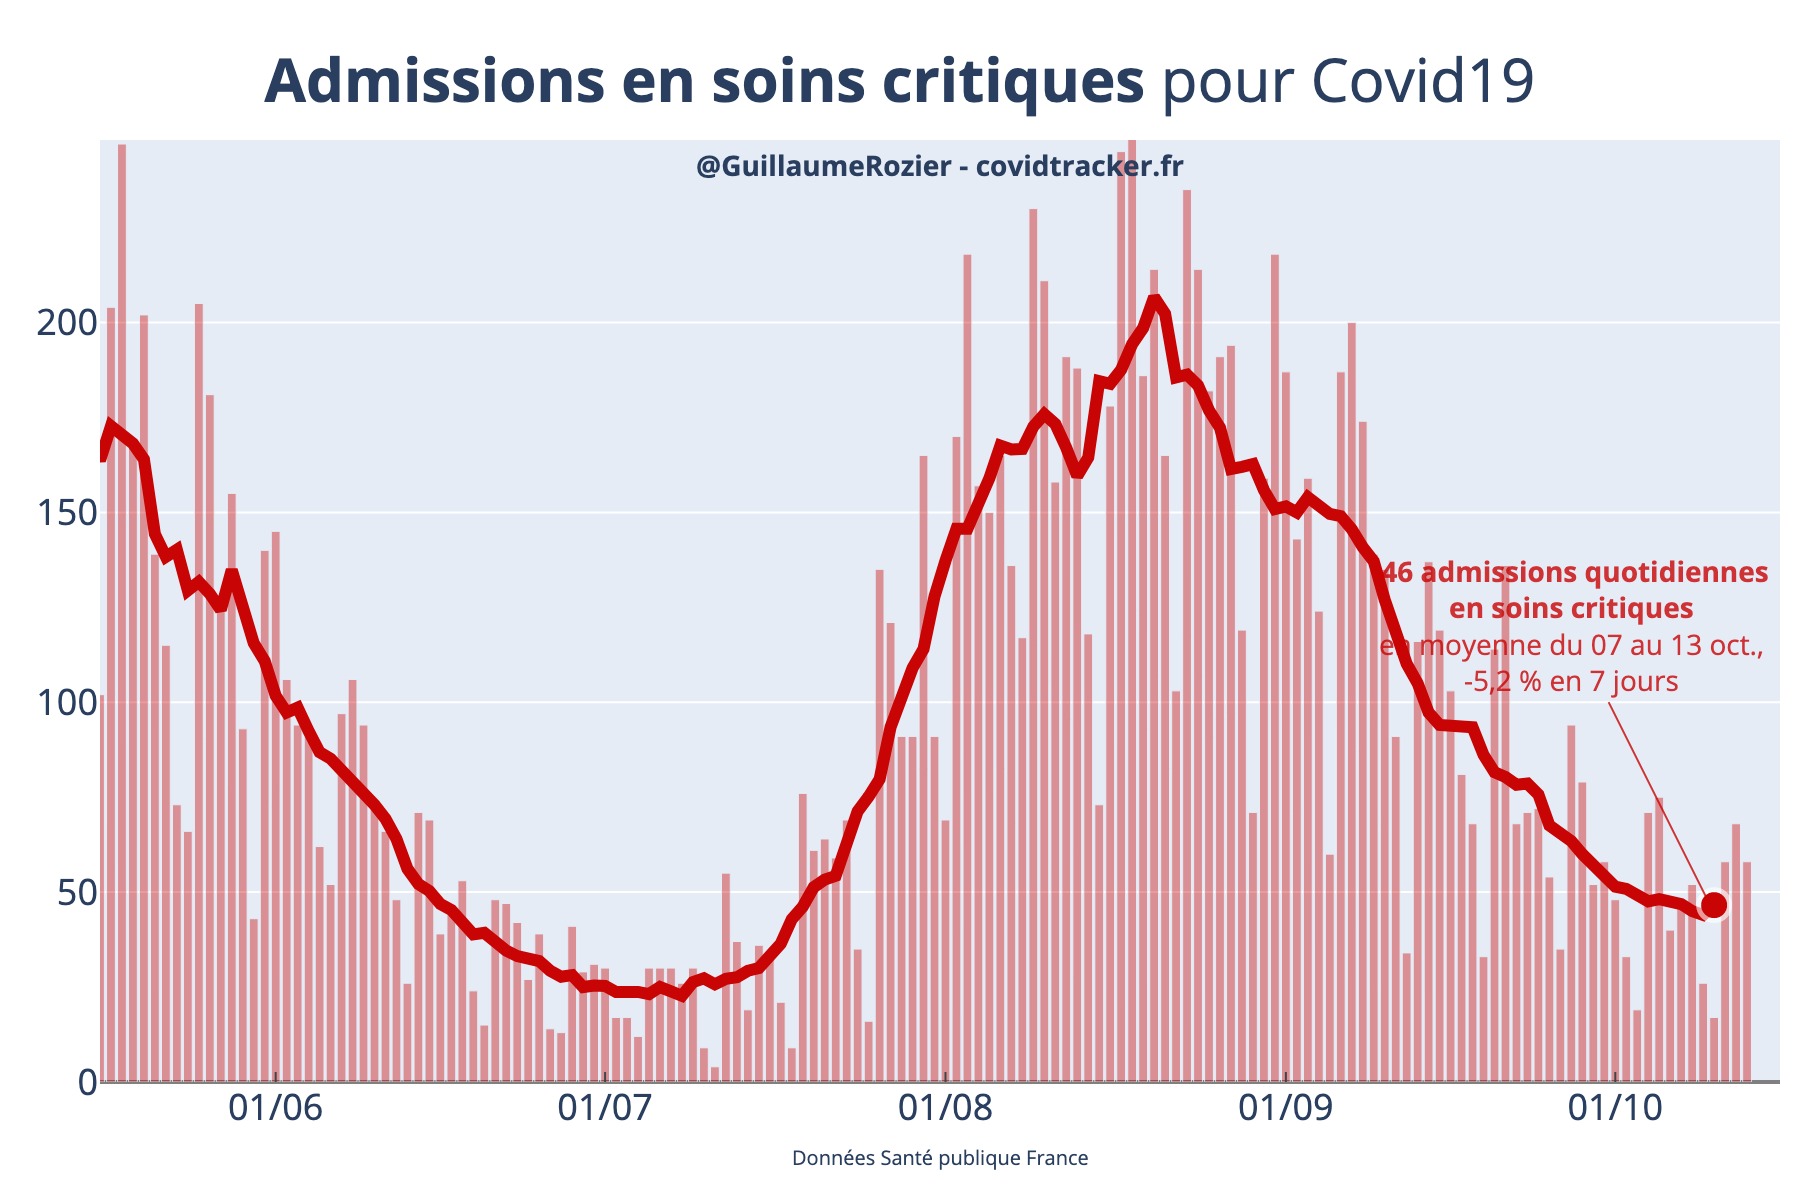 Admissions en soins critiques pour Covid19
@GuillaumeRozier - covidtracker.fr
200
150
100
50
0
46 admissions quotidiennes
en soins critiques
en moyenne du 07 au 13 oct.,
-5,2 % en 7 jours
01/06 01/07 01/08 01/09 01/10
Données Santé publique France